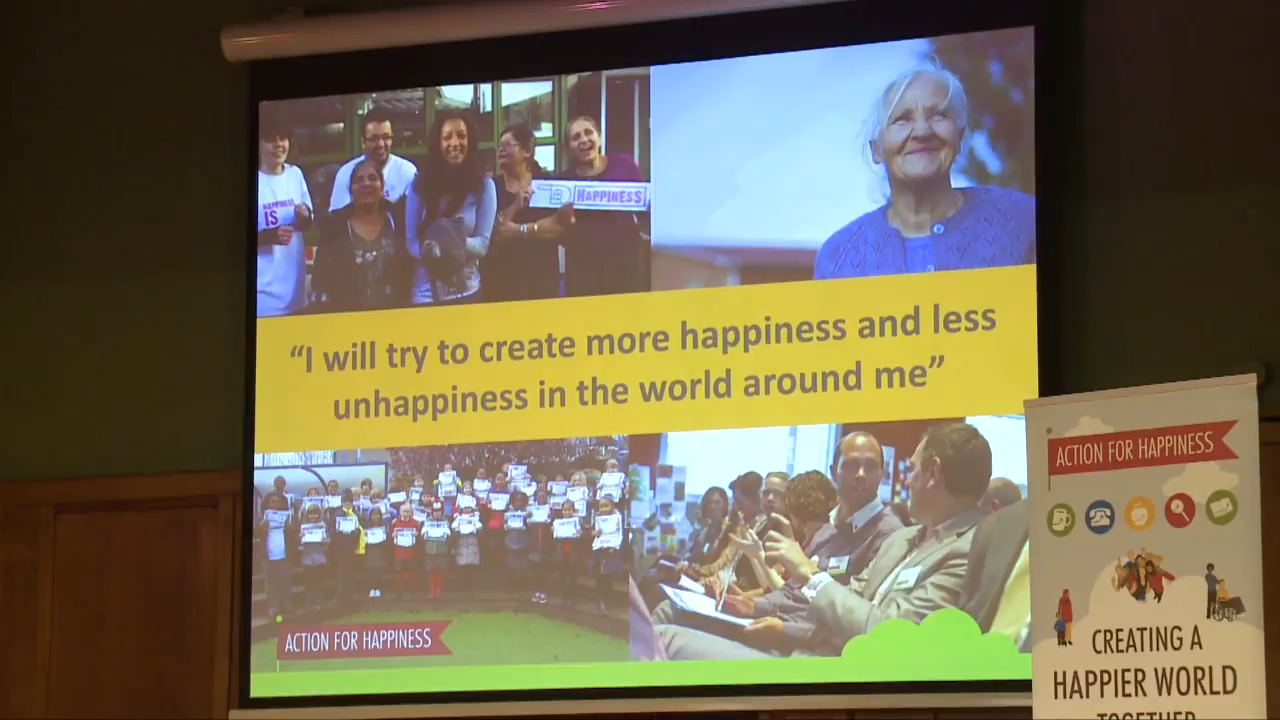 HAPPINESS
IS
HAPPINESS
“I will try to create more happiness and less
unhappiness in the world around me”
ACTION FOR HAPPINESS
ACTION FOR HAPPINESS
CREATING A
HAPPIER WORLD
TOGETHER